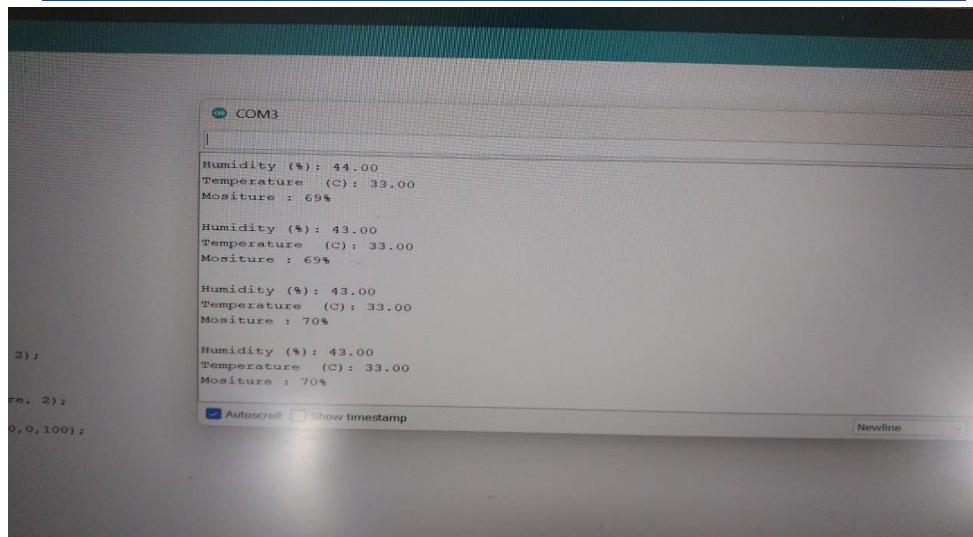 COM3
Humidity (%): 44.00
Temperature  (C): 33.00
Mositure : 69%
Humidity (%): 43.00
Temperature  (C): 33.00
Mositure : 69%
Humidity (%): 43.00
Temperature  (C): 33.00
Mositure : 70%
Humidity (%): 43.00
2);
Temperature  (C): 33.00
Mositure : 70%
re, 2);
Autoscroll Show timestamp
Newline
0,0,100);